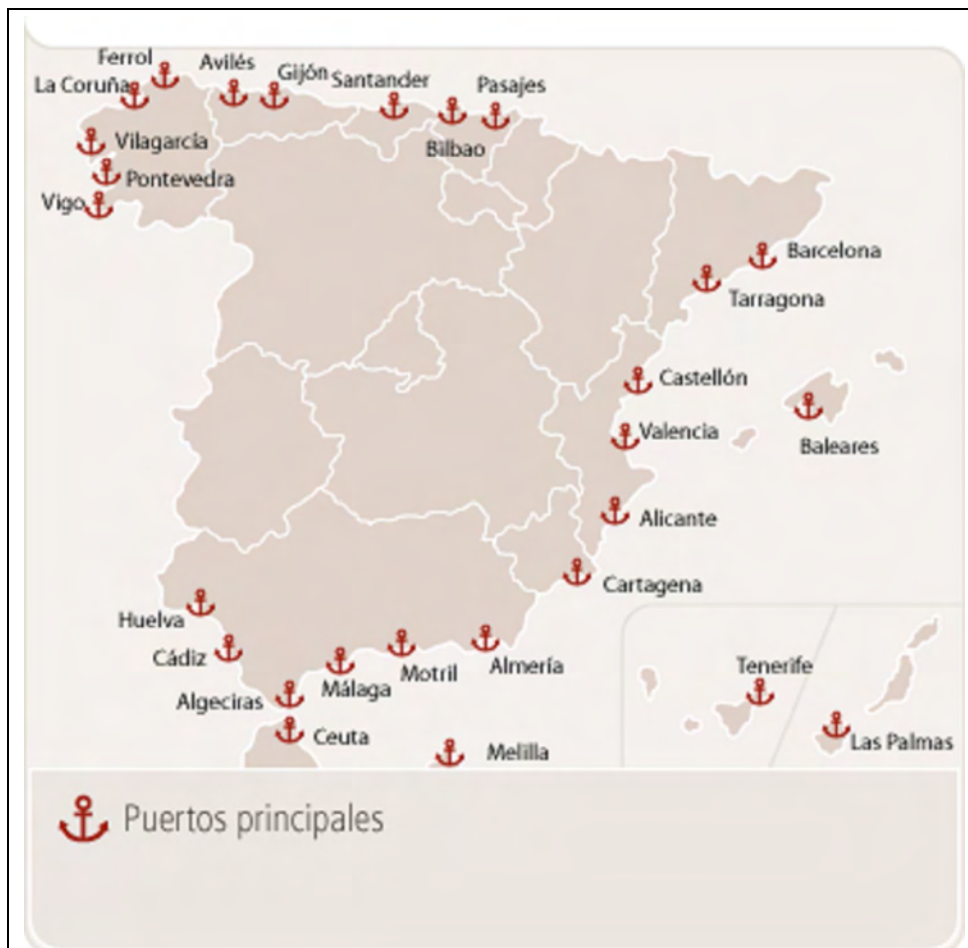 Ferrol
Avilés
Gijón
Santander
Pasajes
La Coruña
Bilbao
Vilagarcía
Pontevedra
Vigo
Barcelona
Tarragona
Castellón
Valencia
Baleares
Alicante
Cartagena
Huelva
Cádiz
Almería
Motril
Málaga
Algeciras
Ceuta
Melilla
Tenerife
Las Palmas
Puertos principales